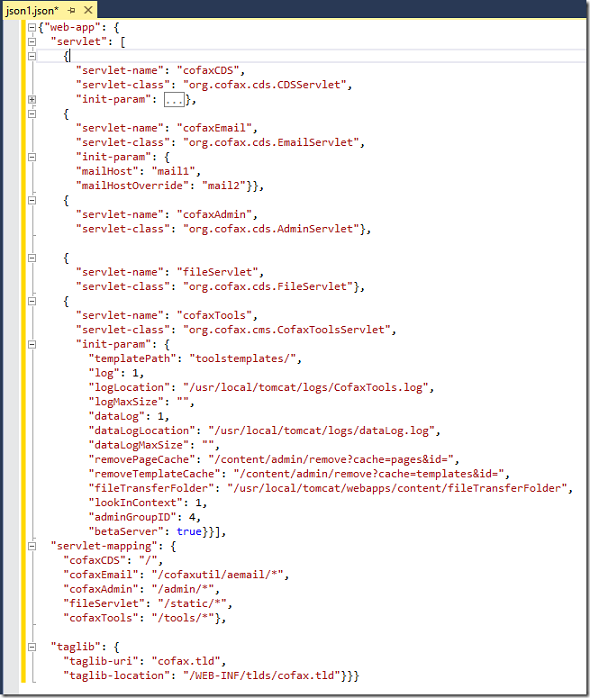 json1.json*
{"web-app": {
"servlet": [
{
"servlet-name": "cofaxCDS",
"servlet-class": "org.cofax.cds.CDSServlet",
"init-param": ...},
{
"servlet-name": "cofaxEmail",
"servlet-class": "org.cofax.cds.EmailServlet",
"init-param": {
"mailHost": "mail1",
"mailHostOverride": "mail2"}},
{
"servlet-name": "cofaxAdmin",
"servlet-class": "org.cofax.cds.AdminServlet"},
{
"servlet-name": "fileServlet",
"servlet-class": "org.cofax.cds.FileServlet"},
{
"servlet-name": "cofaxTools",
"servlet-class": "org.cofax.cms.CofaxToolsServlet",
"init-param": {
"templatePath": "toolstemplates/",
"log": 1,
"logLocation": "/usr/local/tomcat/logs/CofaxTools.log",
"logMaxSize": "",
"dataLog": 1,
"dataLogLocation": "/usr/local/tomcat/logs/dataLog.log",
"dataLogMaxSize": "",
"removePageCache": "/content/admin/remove?cache=pages&id=",
"removeTemplateCache": "/content/admin/remove?cache=templates&id=",
"fileTransferFolder": "/usr/local/tomcat/webapps/content/fileTransferFolder",
"lookInContext": 1,
"adminGroupID": 4,
"betaServer": true}}],
"servlet-mapping": {
"cofaxCDS": "/",
"cofaxEmail": "/cofaxutil/aemail/*",
"cofaxAdmin": "/admin/*",
"fileServlet": "/static/*",
"cofaxTools": "/tools/*"},
"taglib": {
"taglib-uri": "cofax.tld",
"taglib-location": "/WEB-INF/tlds/cofax.tld"}}}